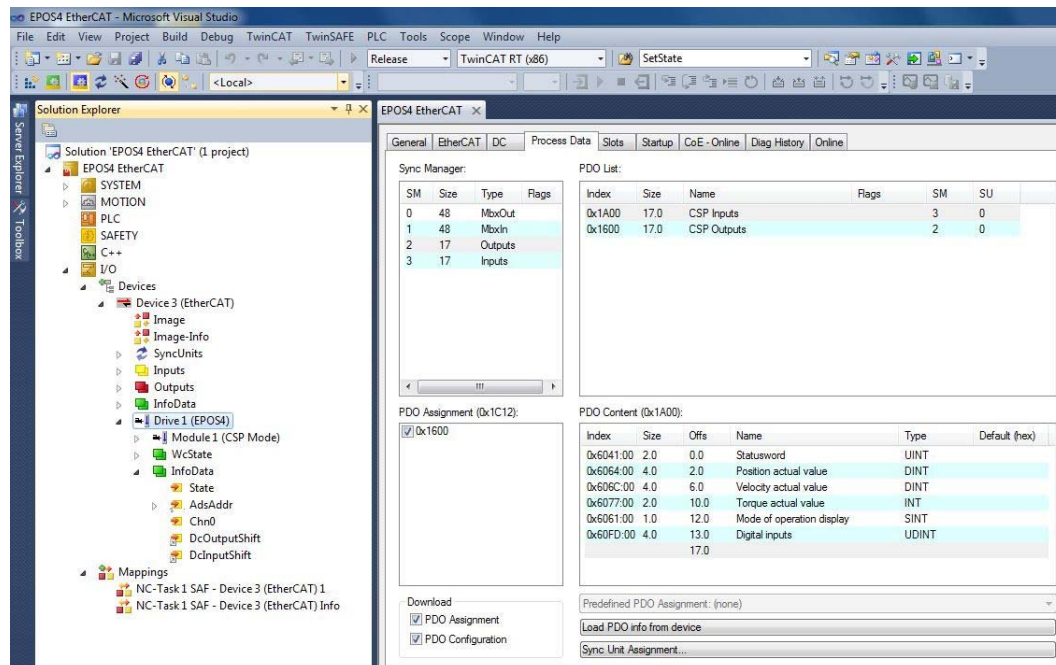 EPOS4 EtherCAT - Microsoft Visual Studio
File Edit View Project Build Debug TwinCAT TwinSAFE PLC Tools Scope Window Help
Release TwinCAT RT (x86) SetState
<Local>
Server Explorer
Toolbox
Solution Explorer
Solution 'EPOS4 EtherCAT' (1 project)
EPOS4 EtherCAT
SYSTEM
MOTION
PLC
SAFETY
C++
I/O
Devices
Device 3 (EtherCAT)
Image
Image-Info
SyncUnits
Inputs
Outputs
InfoData
Drive 1 (EPOS4)
Module 1 (CSP Mode)
WcState
InfoData
State
AdsAddr
Chn0
DcOutputShift
DcInputShift
Mappings
NC-Task 1 SAF - Device 3 (EtherCAT) 1
NC-Task 1 SAF - Device 3 (EtherCAT) Info
EPOS4 EtherCAT
General EtherCAT DC Process Data Slots Startup CoE - Online Diag History Online
Sync Manager:
SM Size Type Flags
0 48 MbxOut
1 48 MbxIn
2 17 Outputs
3 17 Inputs
PDO List:
Index Size Name Flags SM SU
0x1A00 17.0 CSP Inputs 3 0
0x1600 17.0 CSP Outputs 2 0
PDO Assignment (0x1C12):
0x1600
PDO Content (0x1A00):
Index Size Offs Name Type Default (hex)
0x6041:00 2.0 0.0 Statusword UINT
0x6064:00 4.0 2.0 Position actual value DINT
0x606C:00 4.0 6.0 Velocity actual value DINT
0x6077:00 2.0 10.0 Torque actual value INT
0x6061:00 1.0 12.0 Mode of operation display SINT
0x60FD:00 4.0 13.0 Digital inputs UDINT
17.0
Download
PDO Assignment
PDO Configuration
Predefined PDO Assignment: (none)
Load PDO info from device
Sync Unit Assignment...